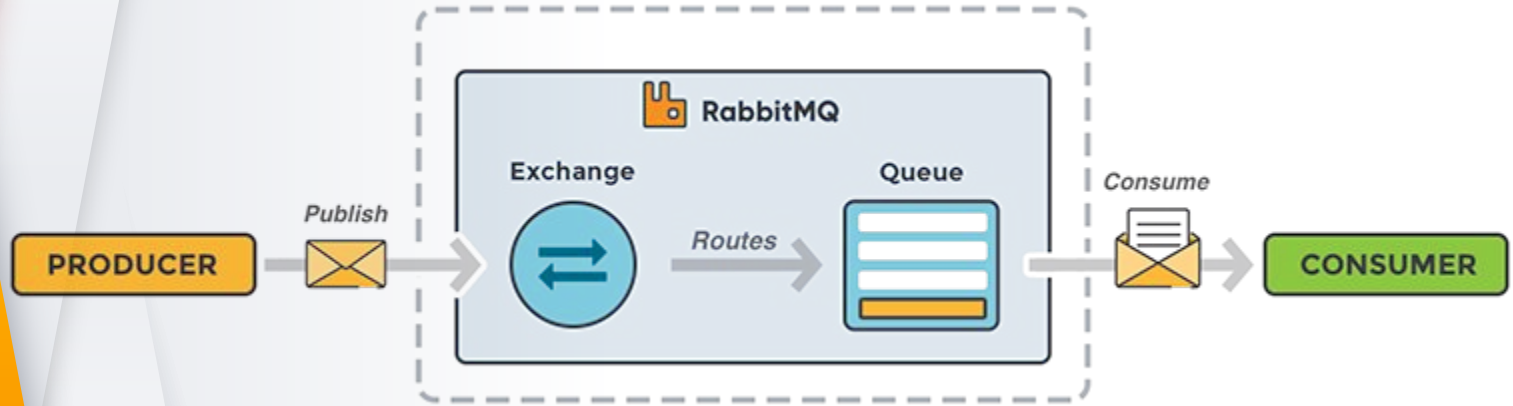 RabbitMQ
Exchange
Queue
Consume
Publish
Routes
PRODUCER
CONSUMER